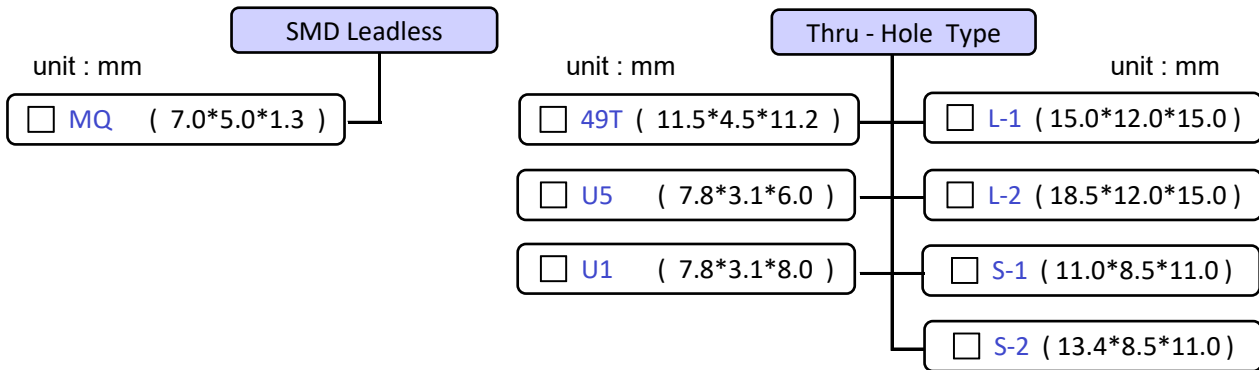 SMD Leadless
Thru - Hole Type
unit : mm
unit : mm
unit : mm
MQ ( 7.0*5.0*1.3 )
49T ( 11.5*4.5*11.2 )
L-1 ( 15.0*12.0*15.0 )
U5 ( 7.8*3.1*6.0 )
L-2 ( 18.5*12.0*15.0 )
U1 ( 7.8*3.1*8.0 )
S-1 ( 11.0*8.5*11.0 )
S-2 ( 13.4*8.5*11.0 )